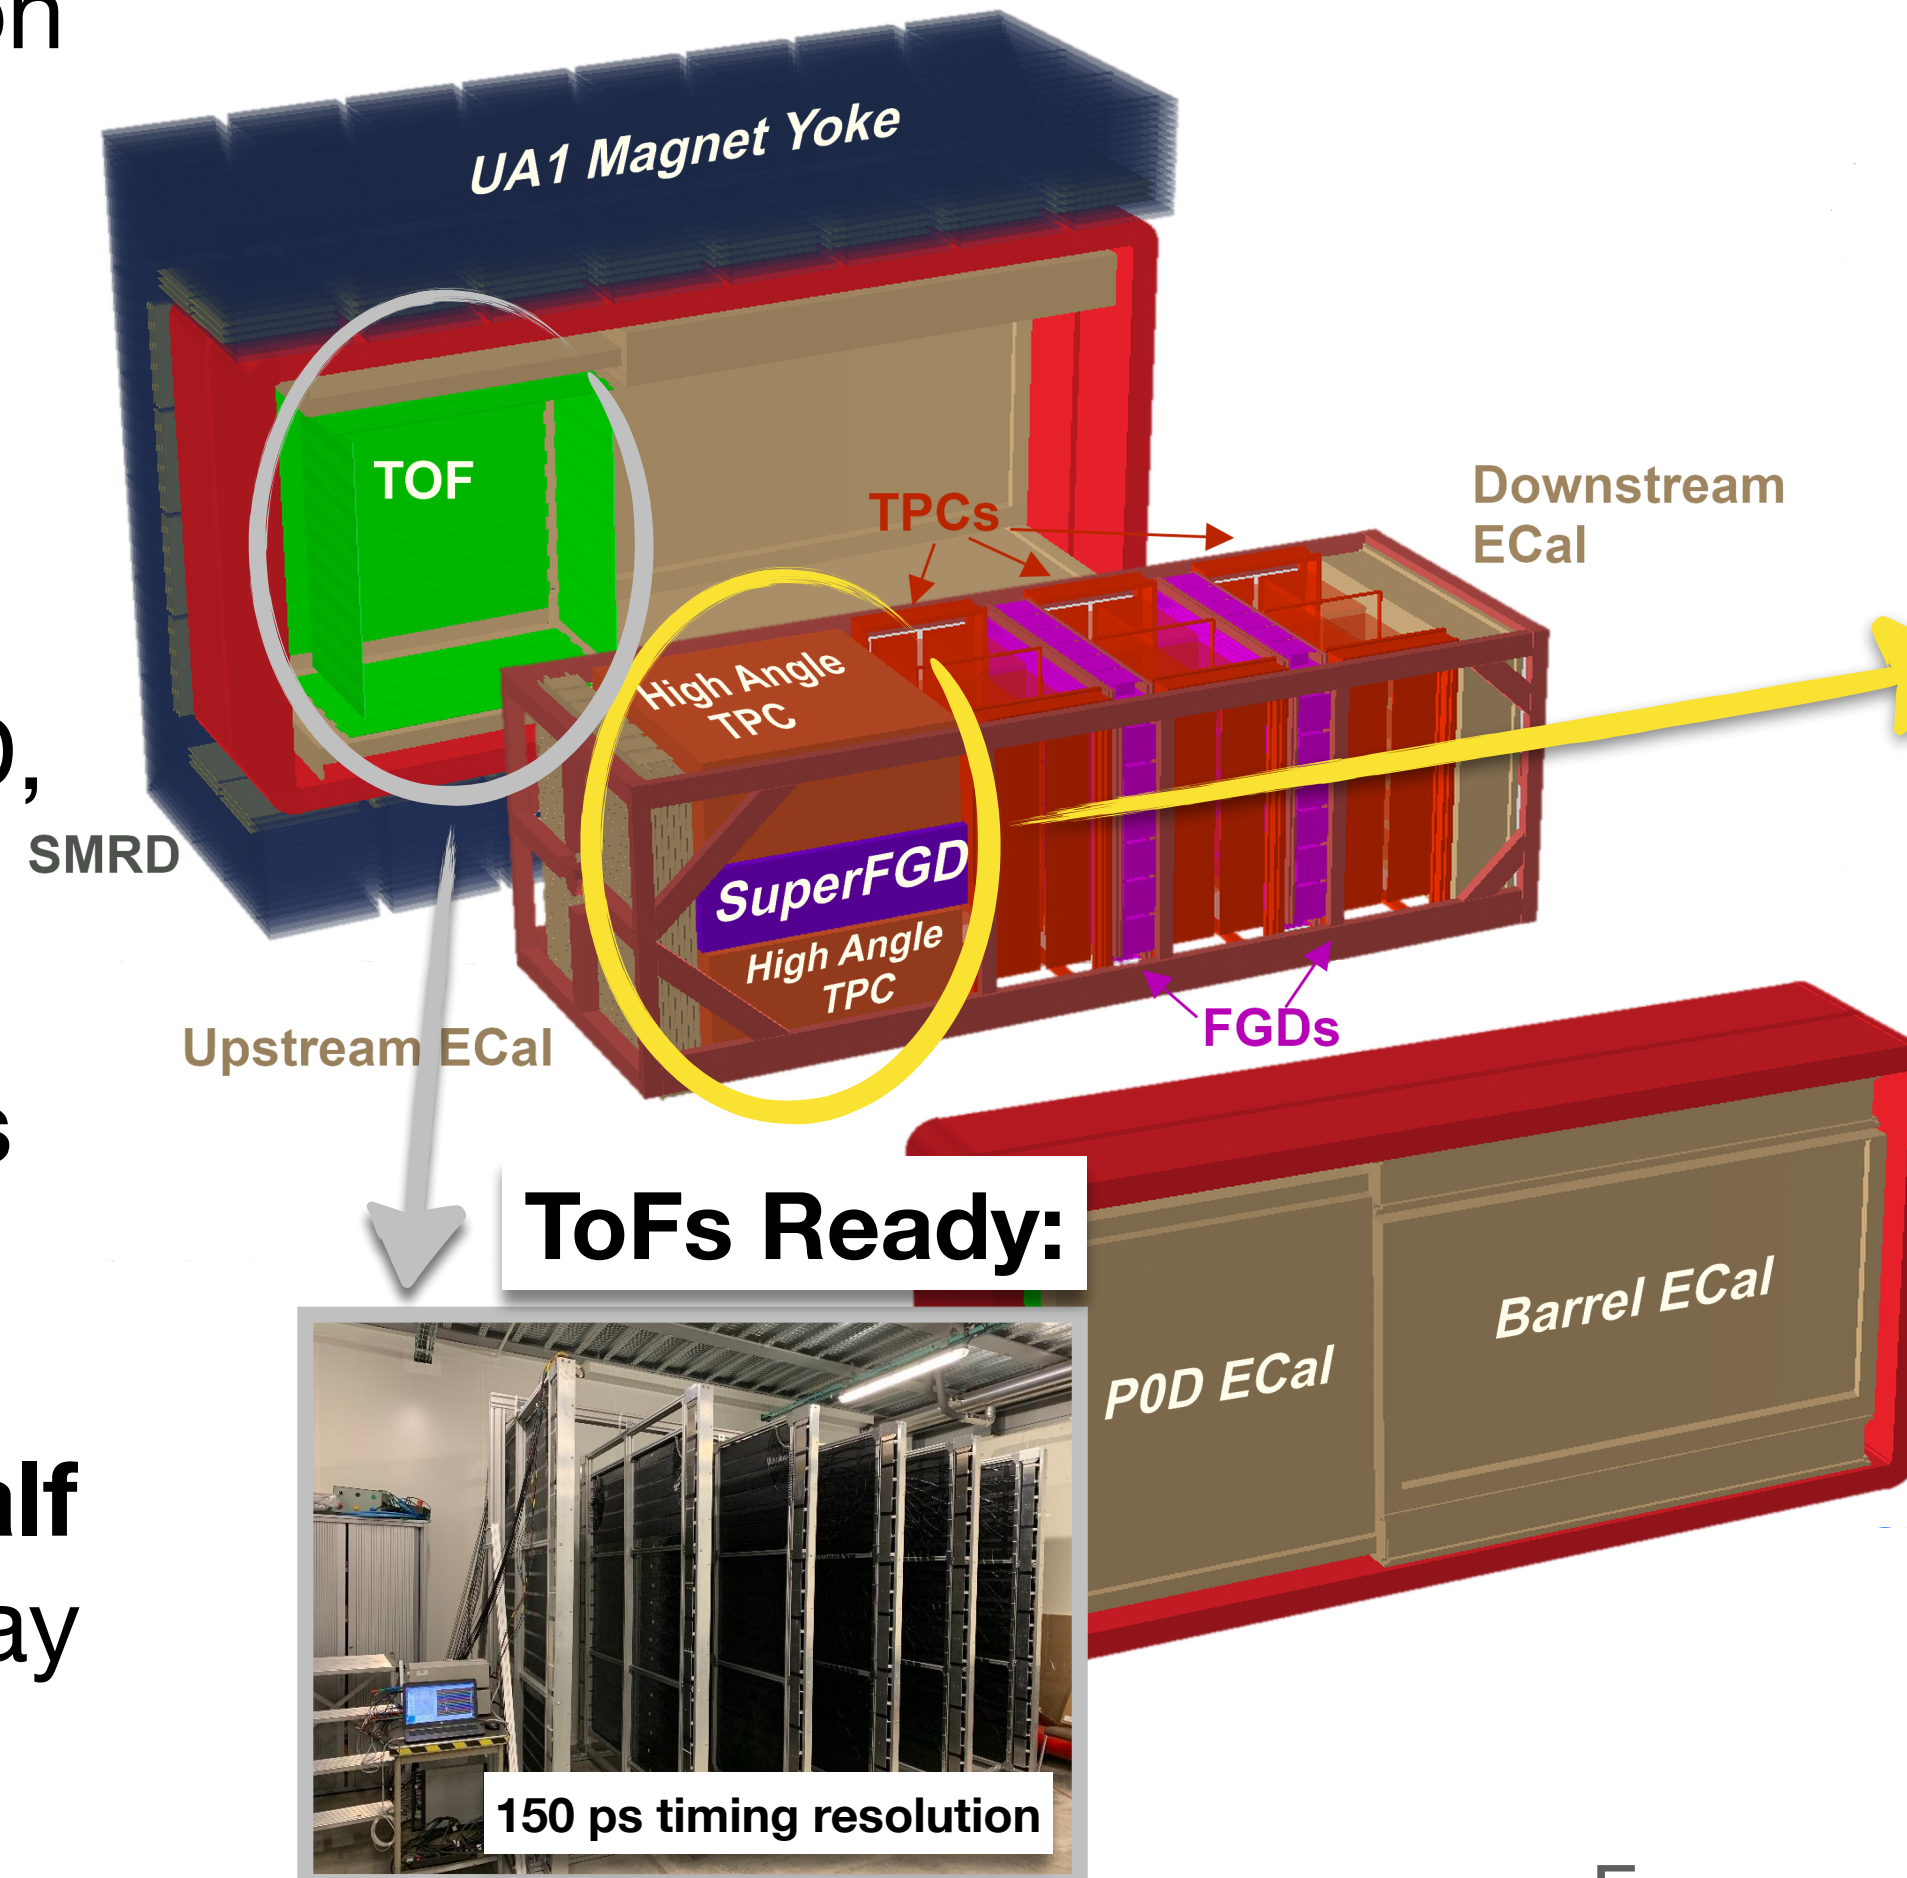 UA1 Magnet Yoke
TOF
TPCs
Downstream
ECal
High Angle
TPC
SMRD
SuperFGD
High Angle
TPC
Upstream ECal
FGDs
ToFs Ready:
Barrel ECal
P0D ECal
150 ps timing resolution